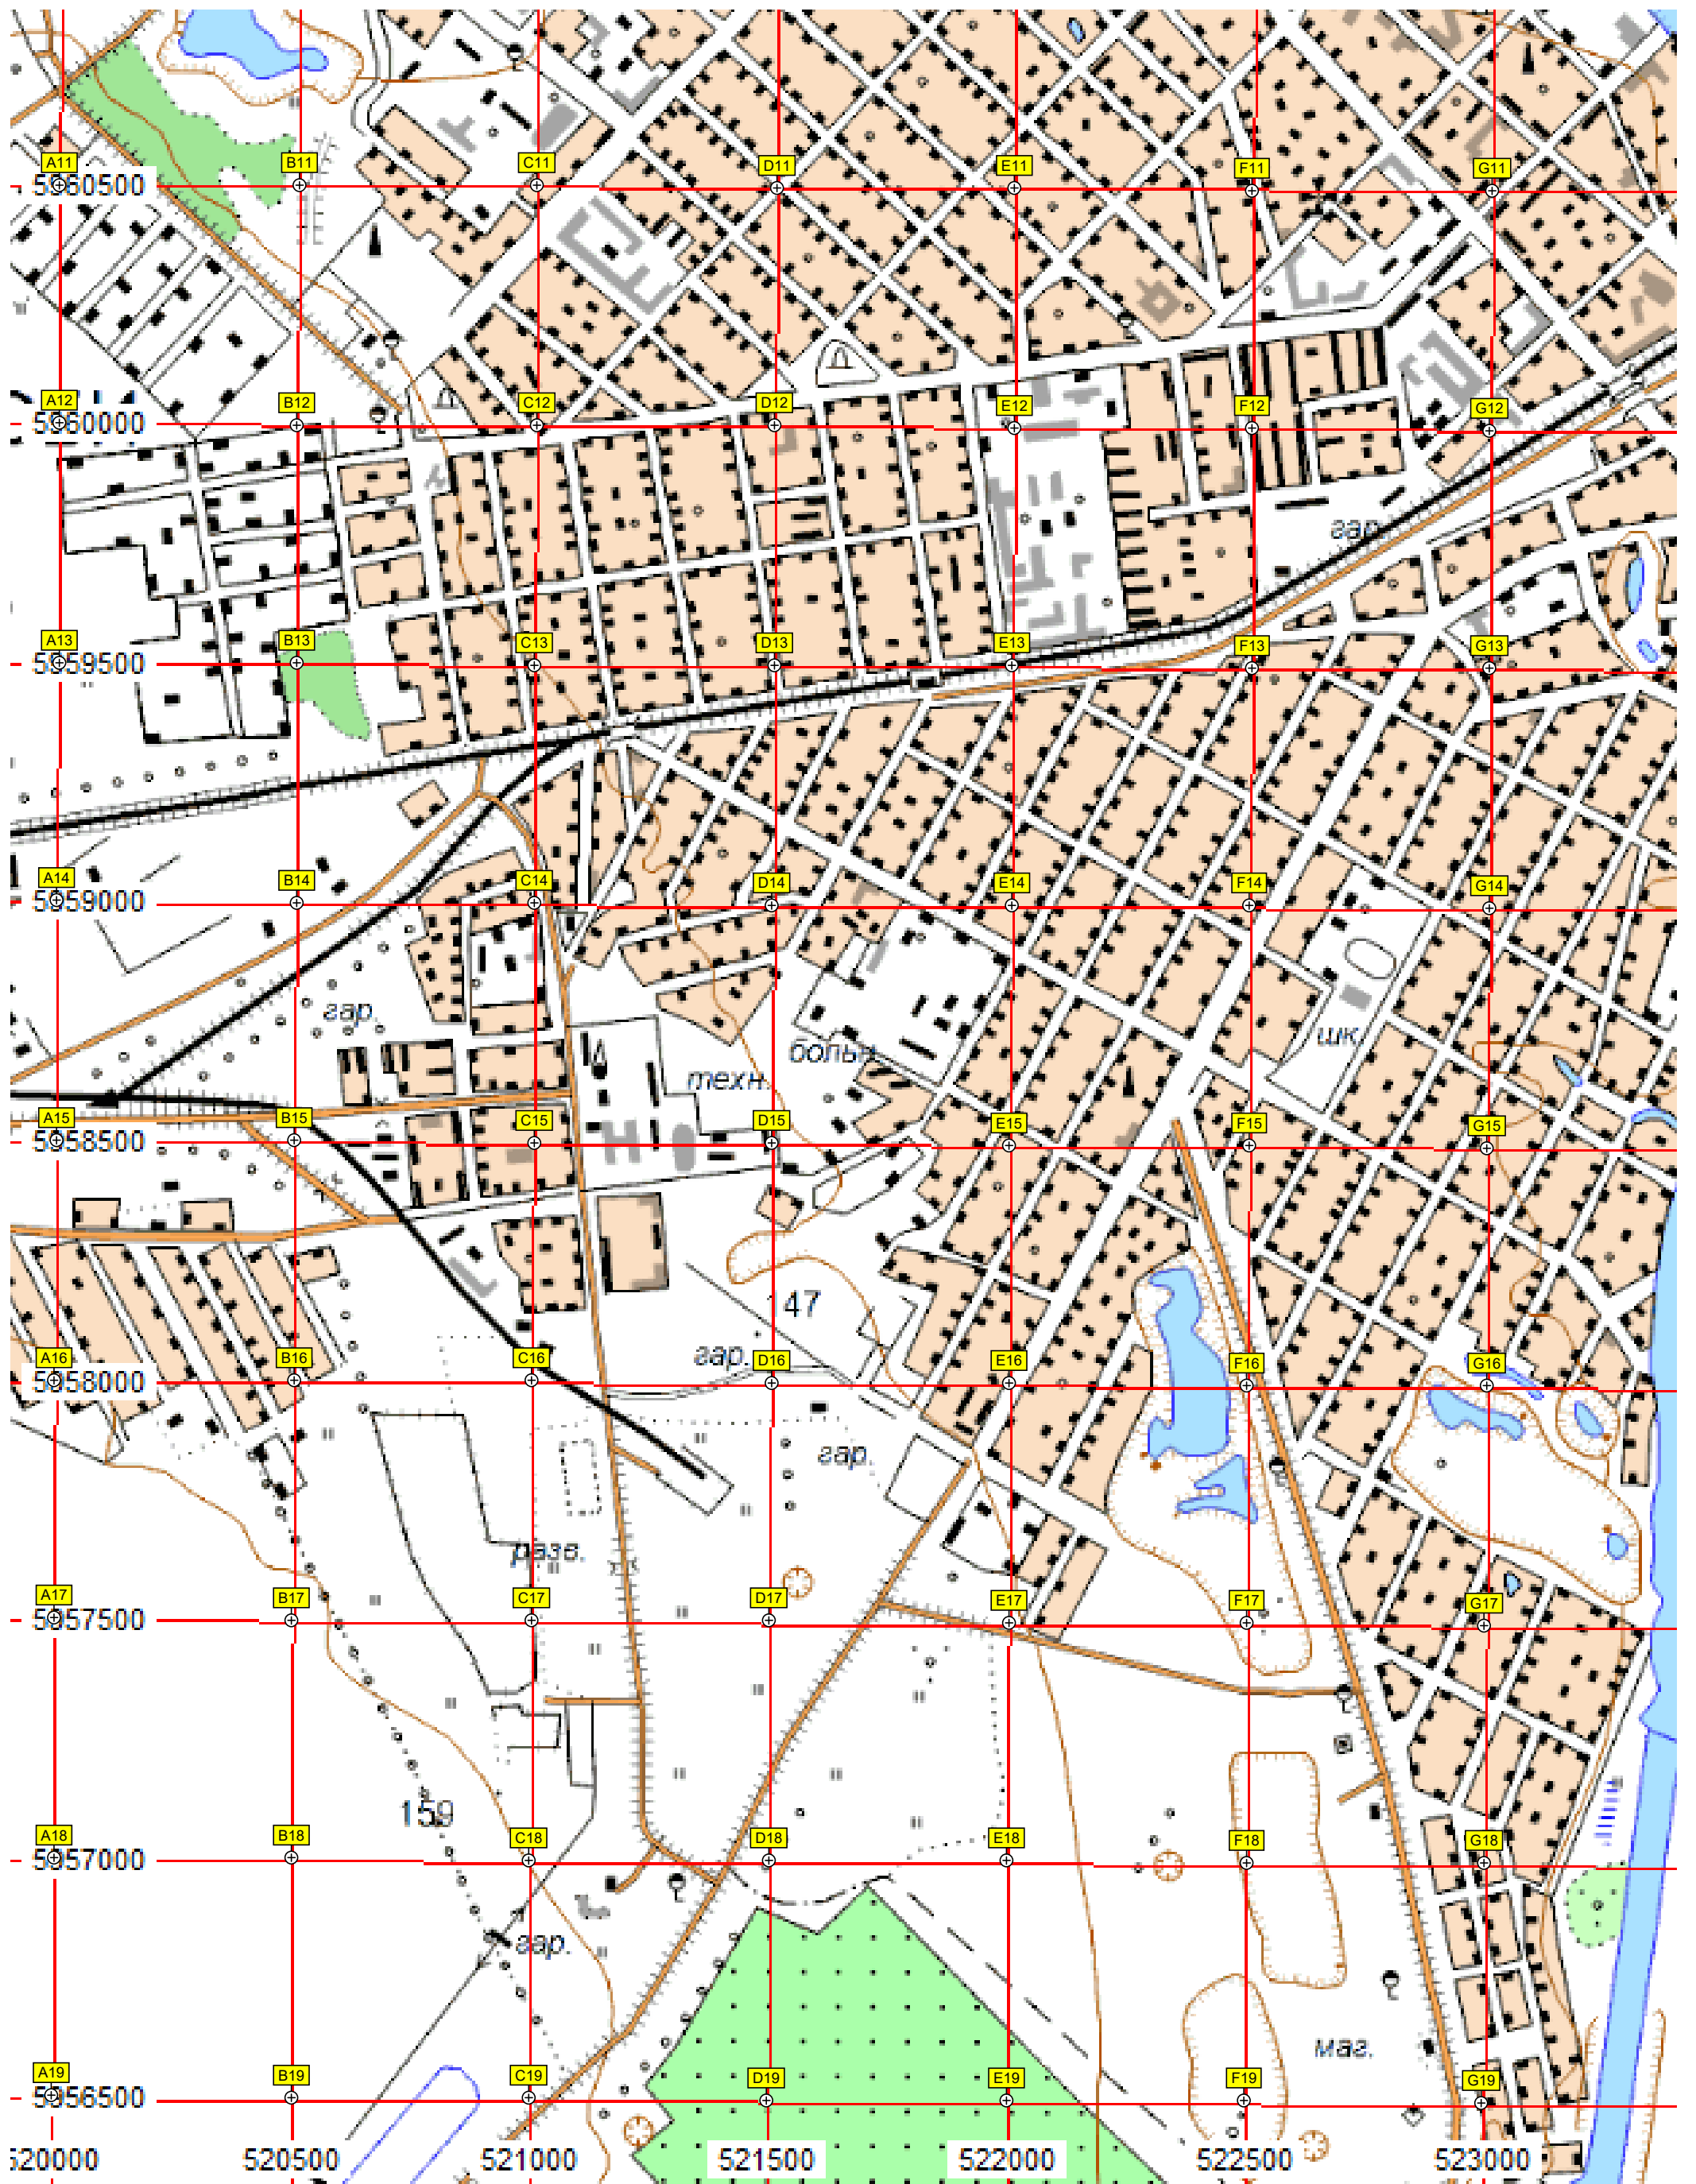 A11 B11 C11 D11 E11 F11 G11
5960500
A12 B12 C12 D12 E12 F12 G12
5960000
гар.
A13 B13 C13 D13 E13 F13 G13
5959500
A14 B14 C14 D14 E14 F14 G14
5959000
гар.
шк.
больн.
техн.
A15 B15 C15 D15 E15 F15 G15
5958500
147
гар.
A16 B16 C16 D16 E16 F16 G16
5958000
гар.
разв.
A17 B17 C17 D17 E17 F17 G17
5957500
159
A18 B18 C18 D18 E18 F18 G18
5957000
гар.
маг.
A19 B19 C19 D19 E19 F19 G19
5956500
520000 520500 521000 521500 522000 522500 523000